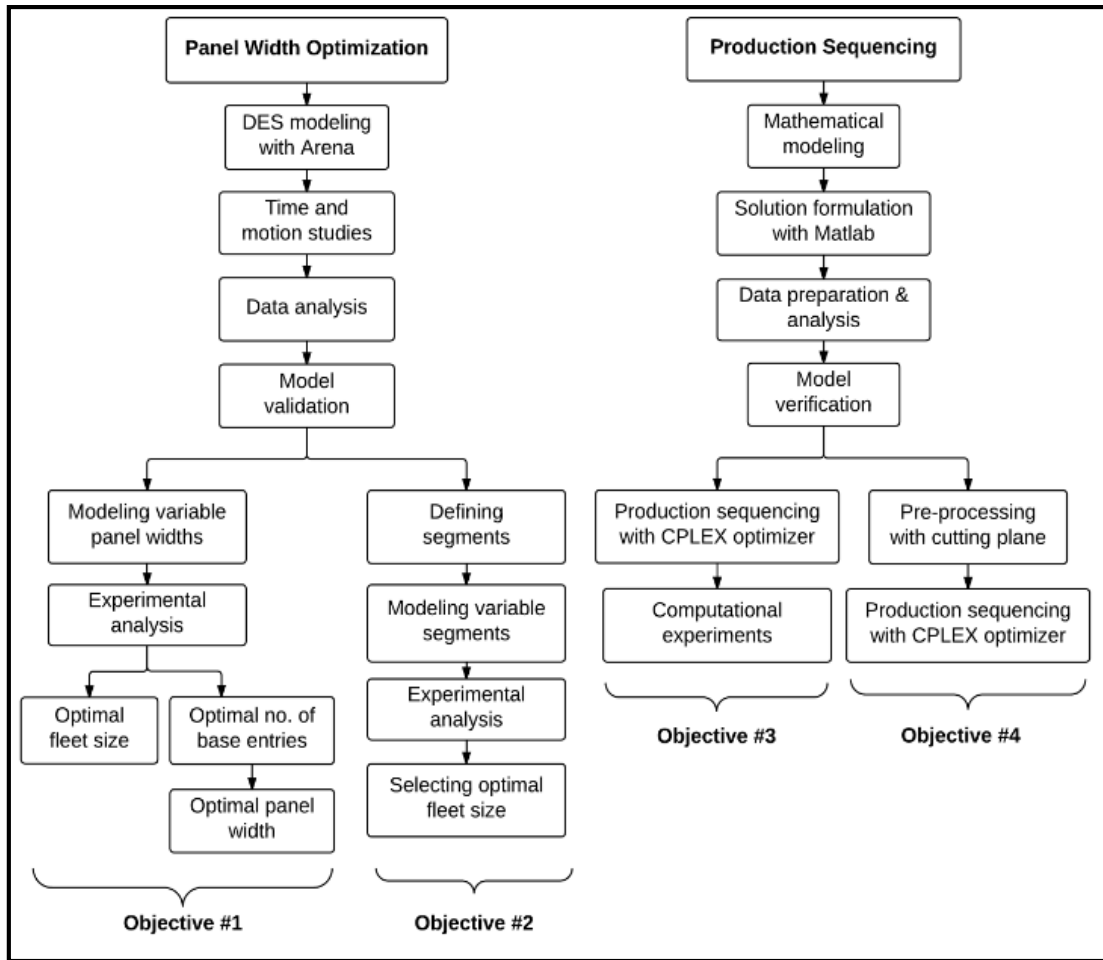 Panel Width Optimization
DES modeling
with Arena
Time and
motion studies
Data analysis
Model
validation
Modeling variable
panel widths
Experimental
analysis
Optimal
fleet size
Optimal no. of
base entries
Optimal panel
width
Objective #1
Defining
segments
Modeling variable
segments
Experimental
analysis
Selecting optimal
fleet size
Objective #2
Production Sequencing
Mathematical
modeling
Solution formulation
with Matlab
Data preparation &
analysis
Model
verification
Production sequencing
with CPLEX optimizer
Computational
experiments
Objective #3
Pre-processing
with cutting plane
Production sequencing
with CPLEX optimizer
Objective #4